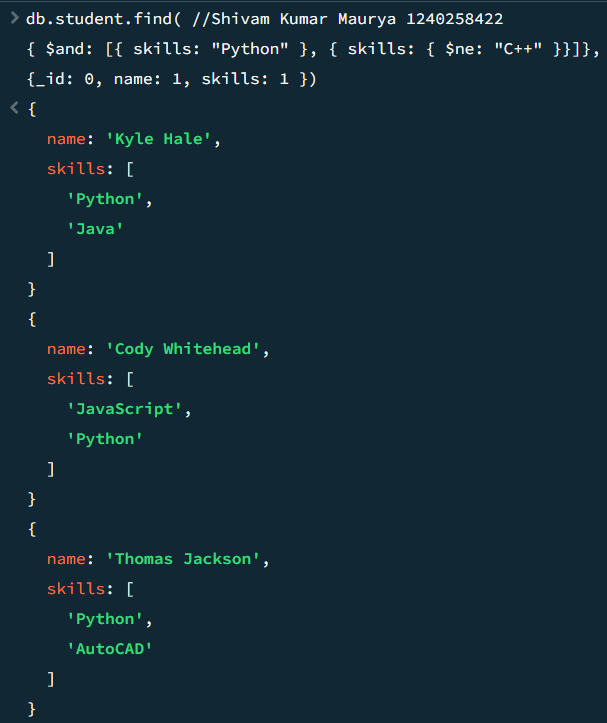 > db.student.find( //Shivam Kumar Maurya 1240258422
{ $and: [{ skills: "Python" }, { skills: { $ne: "C++" }}]},
{_id: 0, name: 1, skills: 1 })
< {
name: 'Kyle Hale',
skills: [
'Python',
'Java'
]
}
{
name: 'Cody Whitehead',
skills: [
'JavaScript',
'Python'
]
}
{
name: 'Thomas Jackson',
skills: [
'Python',
'AutoCAD'
]
}